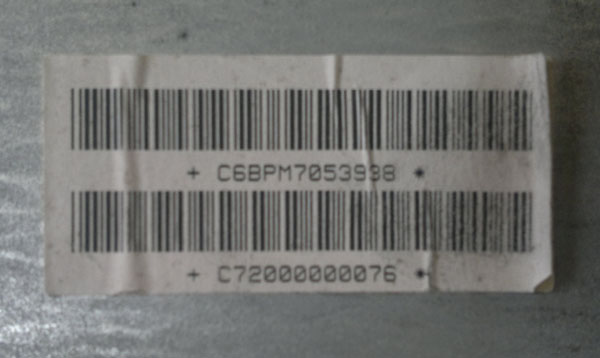 + C6BPM7053938 *
+ C72000000076 *